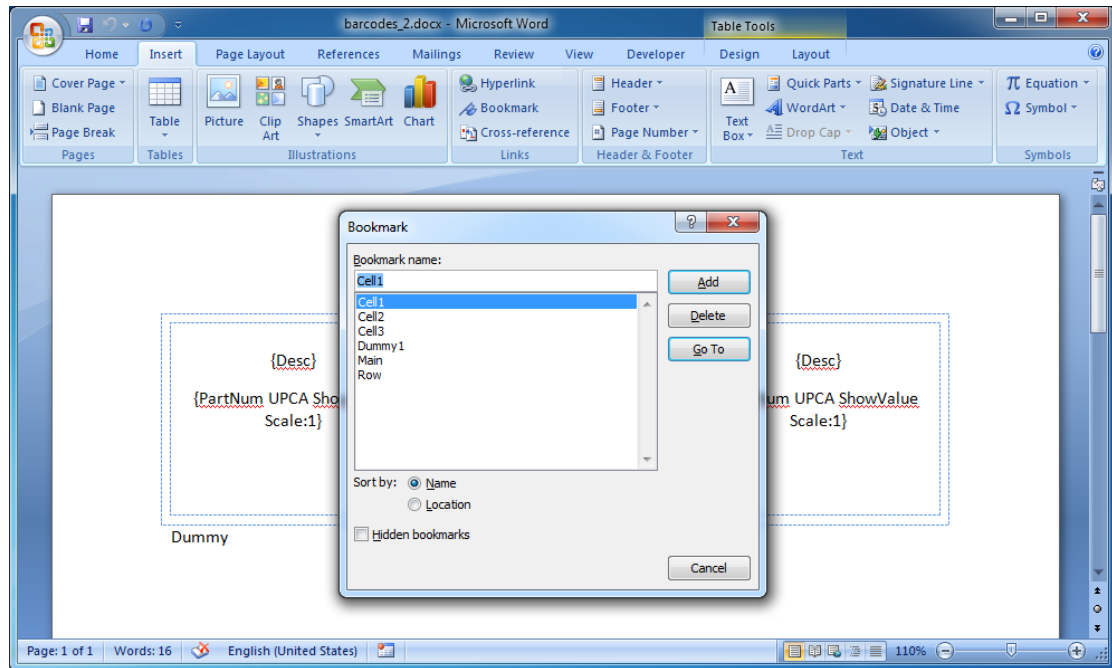 barcodes_2.docx - Microsoft Word
Table Tools
Home Insert Page Layout References Mailings Review View Developer Design Layout
Cover Page
Blank Page
Page Break
Pages
Table
Tables
Picture
Clip Art
Shapes
SmartArt
Chart
Illustrations
Hyperlink
Bookmark
Cross-reference
Links
Header
Footer
Page Number
Header & Footer
Text Box
Quick Parts
WordArt
Drop Cap
Signature Line
Date & Time
Object
Text
π Equation
Ω Symbol
Symbols
Bookmark
Bookmark name:
Cell1
Cell1
Cell2
Cell3
Dummy1
Main
Row
Add
Delete
Go To
Sort by: Name
Location
Hidden bookmarks
Cancel
{Desc}
{PartNum UPCA Sho
Scale:1}
{Desc}
um UPCA ShowValue
Scale:1}
Dummy
Page: 1 of 1 Words: 16 English (United States) 110%